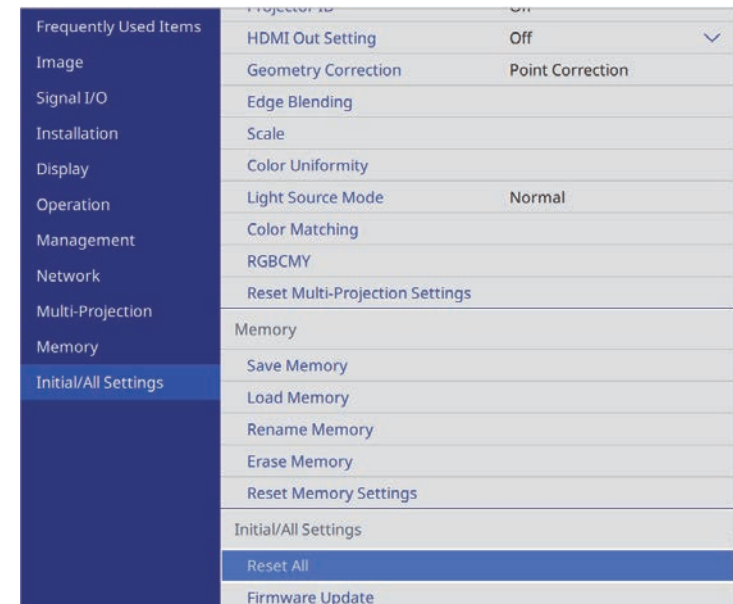 Frequently Used Items
Image
Signal I/O
Installation
Display
Operation
Management
Network
Multi-Projection
Memory
Initial/All Settings
Projector ID Off
HDMI Out Setting Off
Geometry Correction Point Correction
Edge Blending
Scale
Color Uniformity
Light Source Mode Normal
Color Matching
RGBCMY
Reset Multi-Projection Settings
Memory
Save Memory
Load Memory
Rename Memory
Erase Memory
Reset Memory Settings
Initial/All Settings
Reset All
Firmware Update